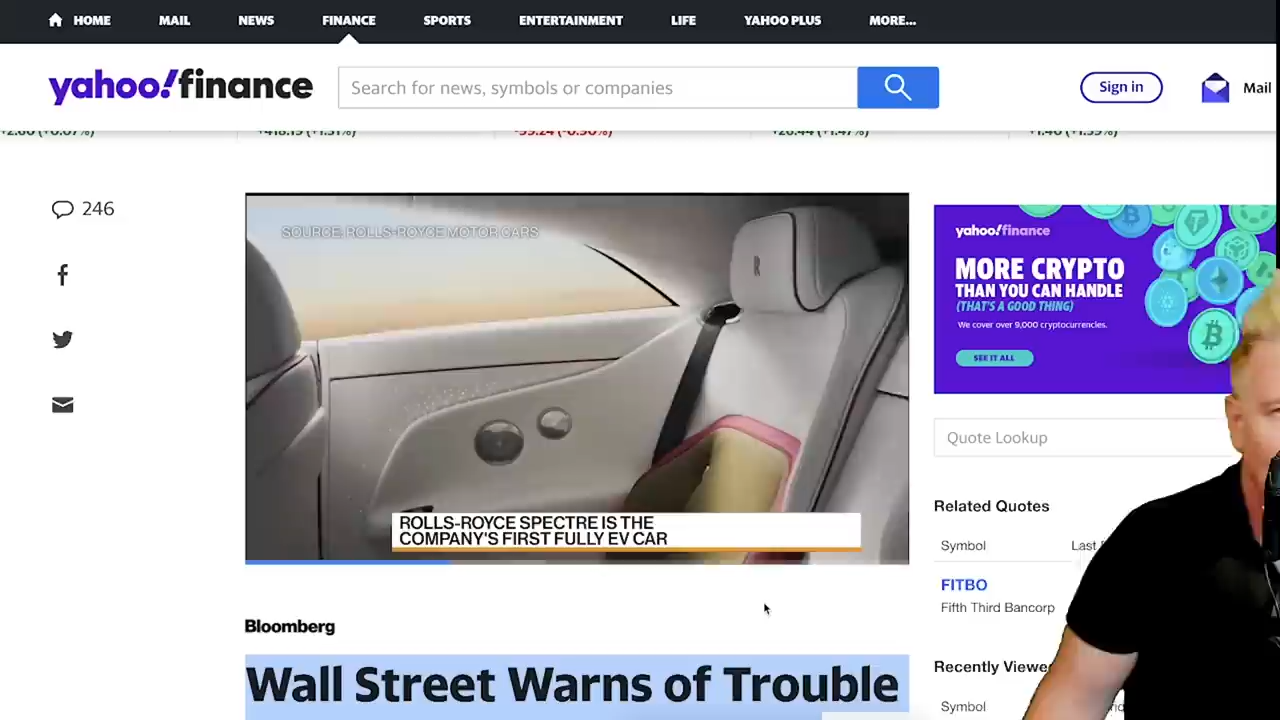 HOME MAIL NEWS FINANCE SPORTS ENTERTAINMENT LIFE YAHOO PLUS MORE...
yahoo!finance
Search for news, symbols or companies
Sign in
Mail
246
SOURCE: ROLLS-ROYCE MOTOR CARS
R
ROLLS-ROYCE SPECTRE IS THE
COMPANY'S FIRST FULLY EV CAR
Bloomberg
Wall Street Warns of Trouble
yahoo!finance
MORE CRYPTO
THAN YOU CAN HANDLE
(THAT'S A GOOD THING)
We cover over 9,000 cryptocurrencies.
SEE IT ALL
Quote Lookup
Related Quotes
Symbol Last
FITBO
Fifth Third Bancorp
Recently Viewe
Symbol